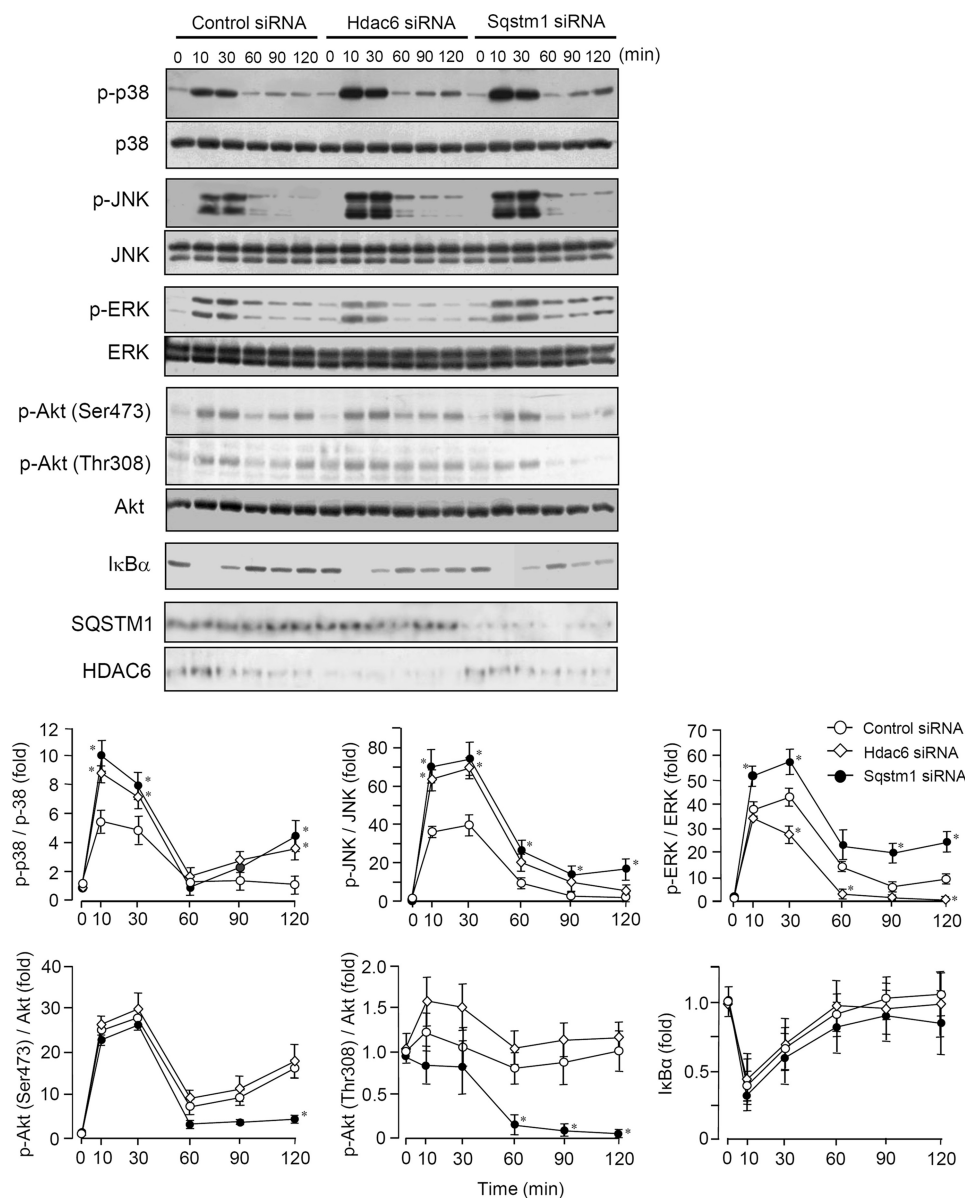 Control siRNA Hdac6 siRNA Sqstm1 siRNA
0 10 30 60 90 120 0 10 30 60 90 120 0 10 30 60 90 120 (min)
p-p38
p38
p-JNK
JNK
p-ERK
ERK
p-Akt (Ser473)
p-Akt (Thr308)
Akt
IκBα
SQSTM1
HDAC6
p-p38 / p-38 (fold)
12
10
8
6
4
2
0
* * * * * *
0 10 30 60 90 120
p-JNK / JNK (fold)
80
60
40
20
0
* * * * * * *
0 10 30 60 90 120
p-ERK / ERK (fold)
70
60
50
40
30
20
10
0
* * * * * * *
0 10 30 60 90 120
Control siRNA
Hdac6 siRNA
Sqstm1 siRNA
p-Akt (Ser473) / Akt (fold)
40
30
20
10
0
*
0 10 30 60 90 120
p-Akt (Thr308) / Akt (fold)
2.0
1.5
1.0
0.5
0
* * *
0 10 30 60 90 120
IκBα (fold)
1.0
0.5
0
0 10 30 60 90 120
Time (min)